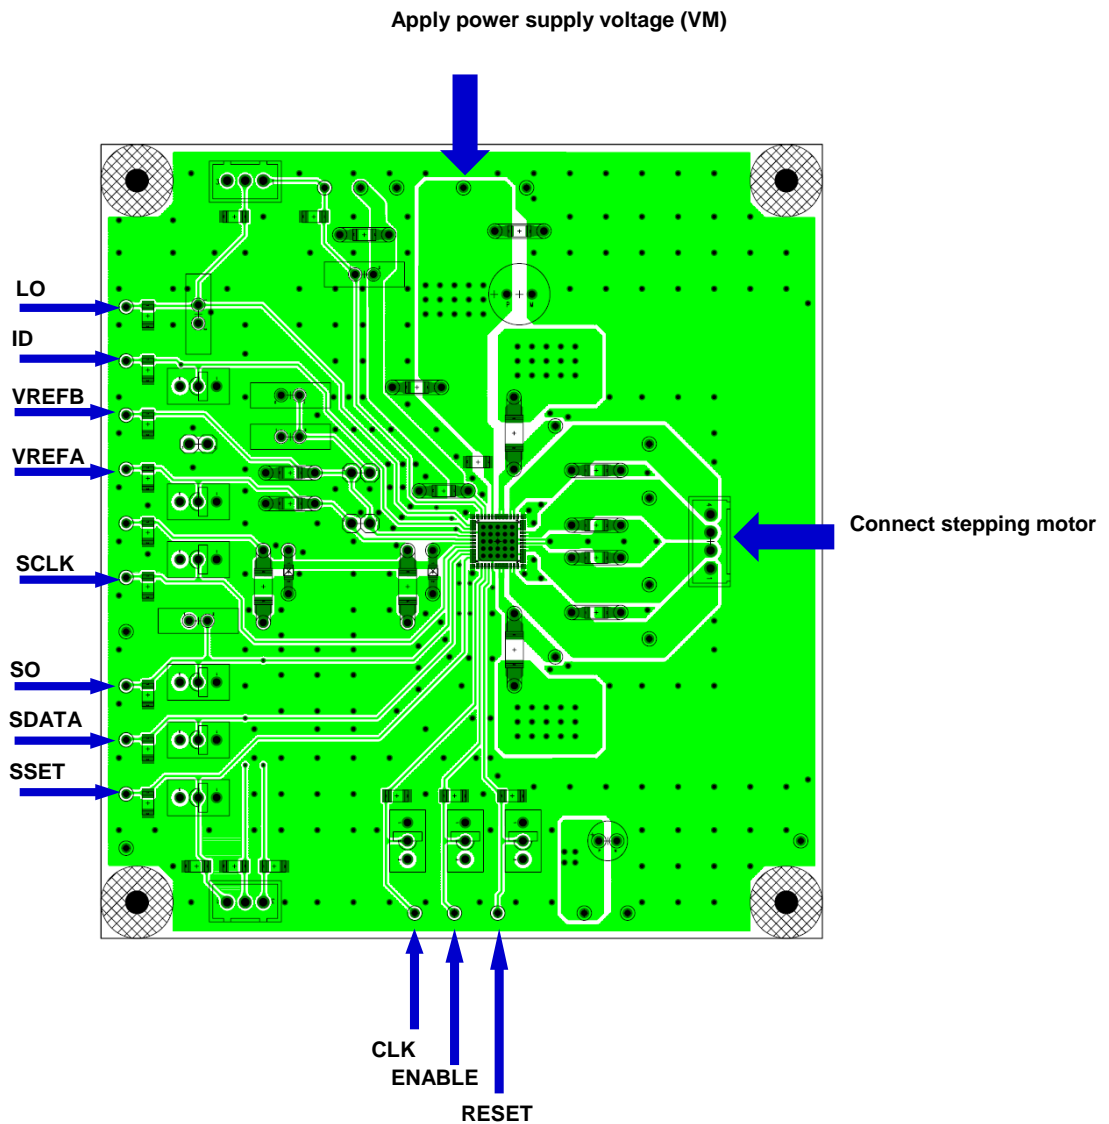 Apply power supply voltage (VM)
LO
ID
VREFB
VREFA
Connect stepping motor
SCLK
SO
SDATA
SSET
CLK
ENABLE
RESET